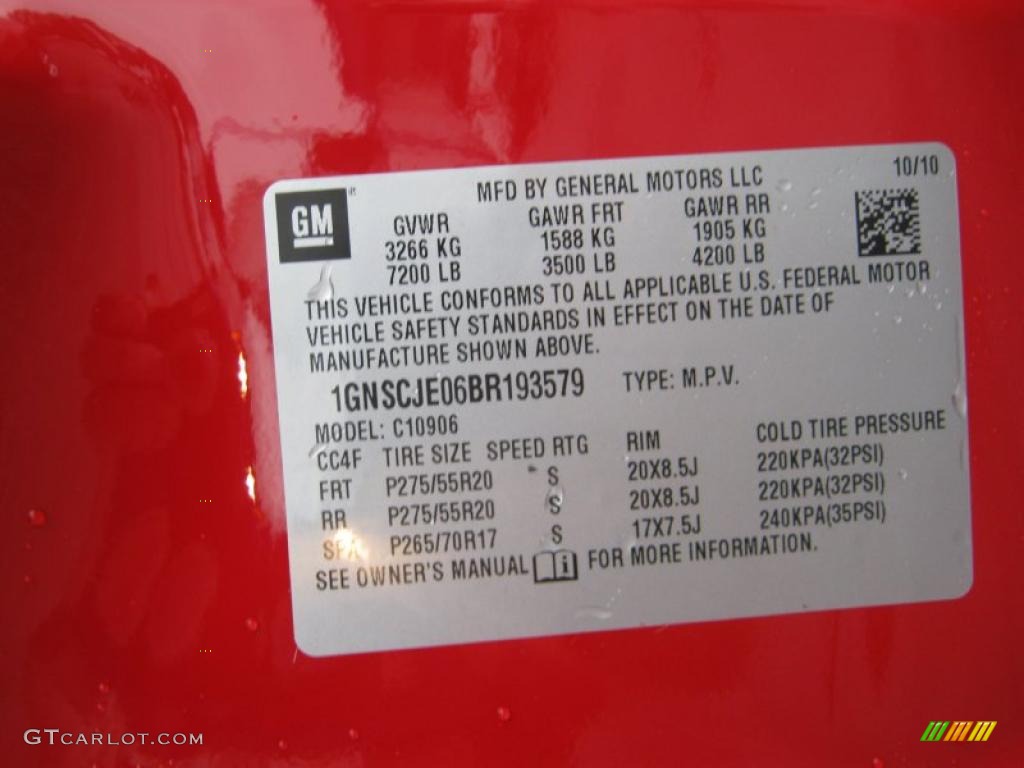 10/10
MFD BY GENERAL MOTORS LLC
GM®
GVWR GAWR FRT GAWR RR
3266 KG 1588 KG 1905 KG
7200 LB 3500 LB 4200 LB
THIS VEHICLE CONFORMS TO ALL APPLICABLE U.S. FEDERAL MOTOR
VEHICLE SAFETY STANDARDS IN EFFECT ON THE DATE OF
MANUFACTURE SHOWN ABOVE.
1GNSCJE06BR193579 TYPE: M.P.V.
MODEL: C10906
CC4F TIRE SIZE SPEED RTG RIM COLD TIRE PRESSURE
FRT P275/55R20 S 20X8.5J 220KPA(32PSI)
RR P275/55R20 S 20X8.5J 220KPA(32PSI)
SPA P265/70R17 S 17X7.5J 240KPA(35PSI)
SEE OWNER'S MANUAL i FOR MORE INFORMATION.
GTCARLOT.COM